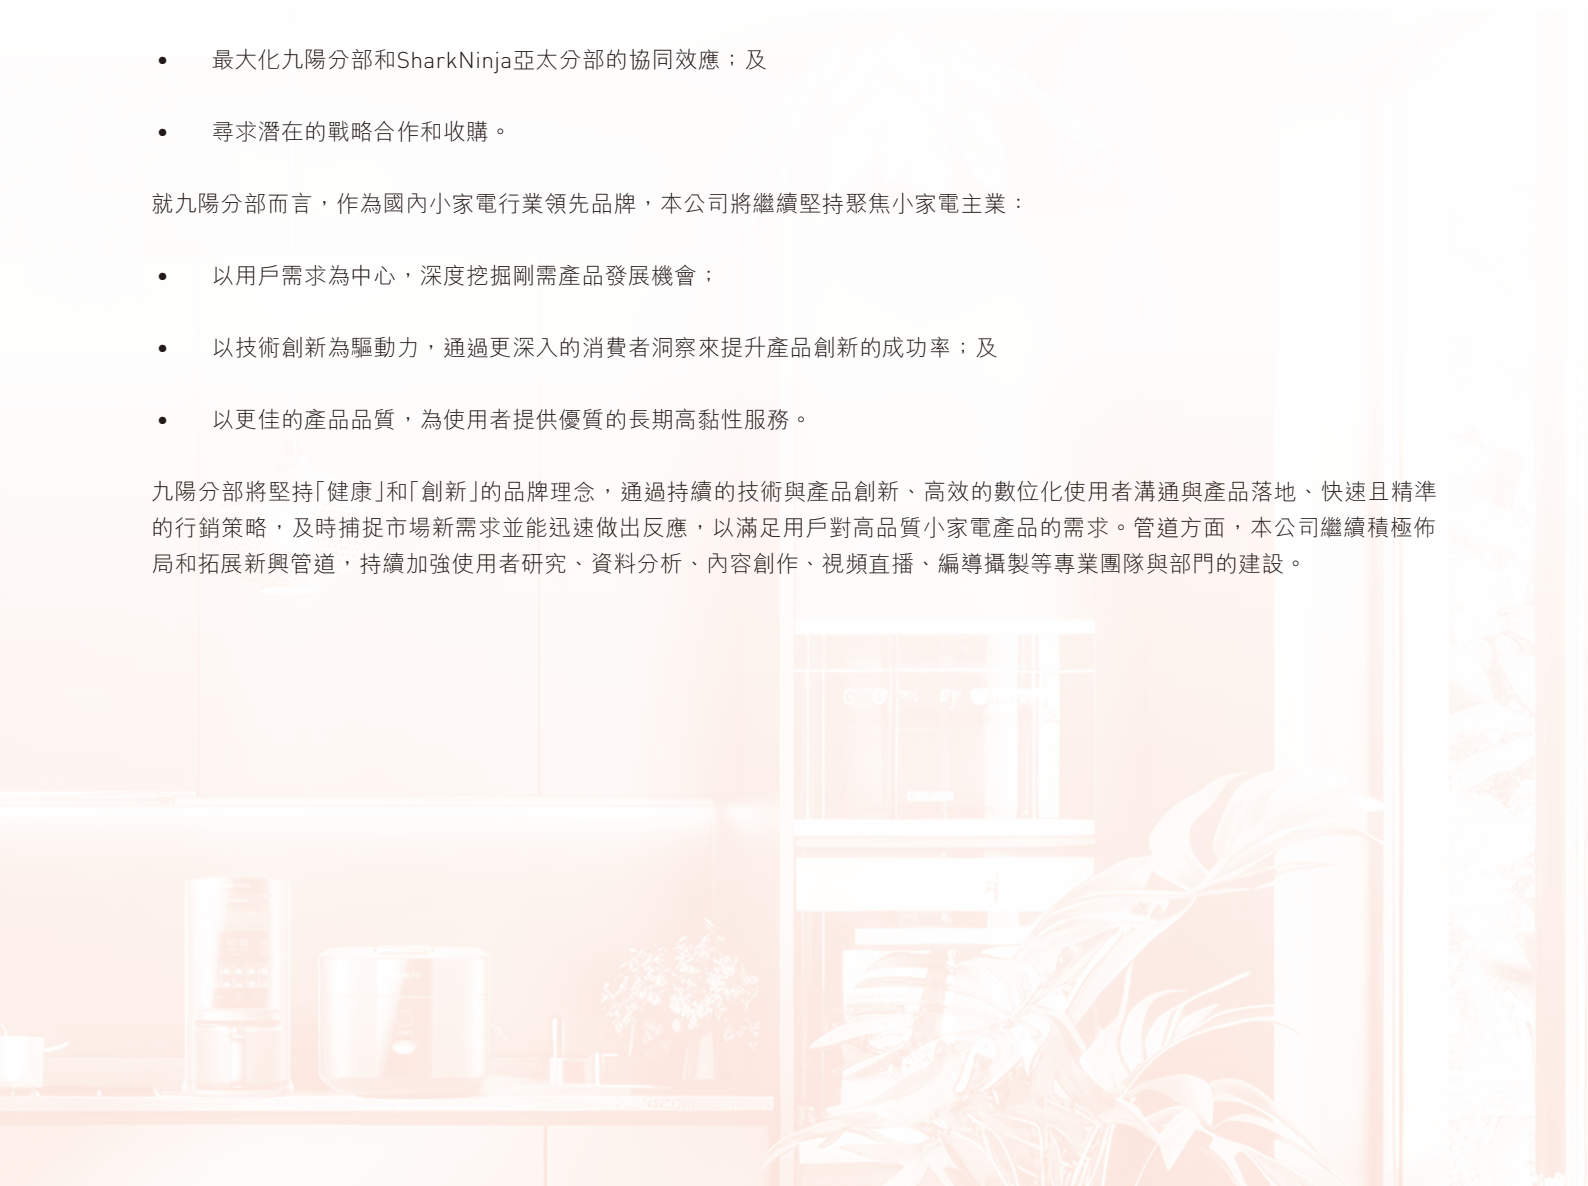 • 最大化九陽分部和SharkNinja亞太分部的協同效應；及
• 尋求潛在的戰略合作和收購。
就九陽分部而言，作為國內小家電行業領先品牌，本公司將繼續堅持聚焦小家電主業：
• 以用戶需求為中心，深度挖掘剛需產品發展機會；
• 以技術創新為驅動力，通過更深入的消費者洞察來提升產品創新的成功率；及
• 以更佳的產品品質，為使用者提供優質的長期高黏性服務。
九陽分部將堅持「健康」和「創新」的品牌理念，通過持續的技術與產品創新、高效的數位化使用者溝通與產品落地、快速且精準
的行銷策略，及時捕捉市場新需求並能迅速做出反應，以滿足用戶對高品質小家電產品的需求。管道方面，本公司繼續積極佈
局和拓展新興管道，持續加強使用者研究、資料分析、內容創作、視頻直播、編導攝製等專業團隊與部門的建設。